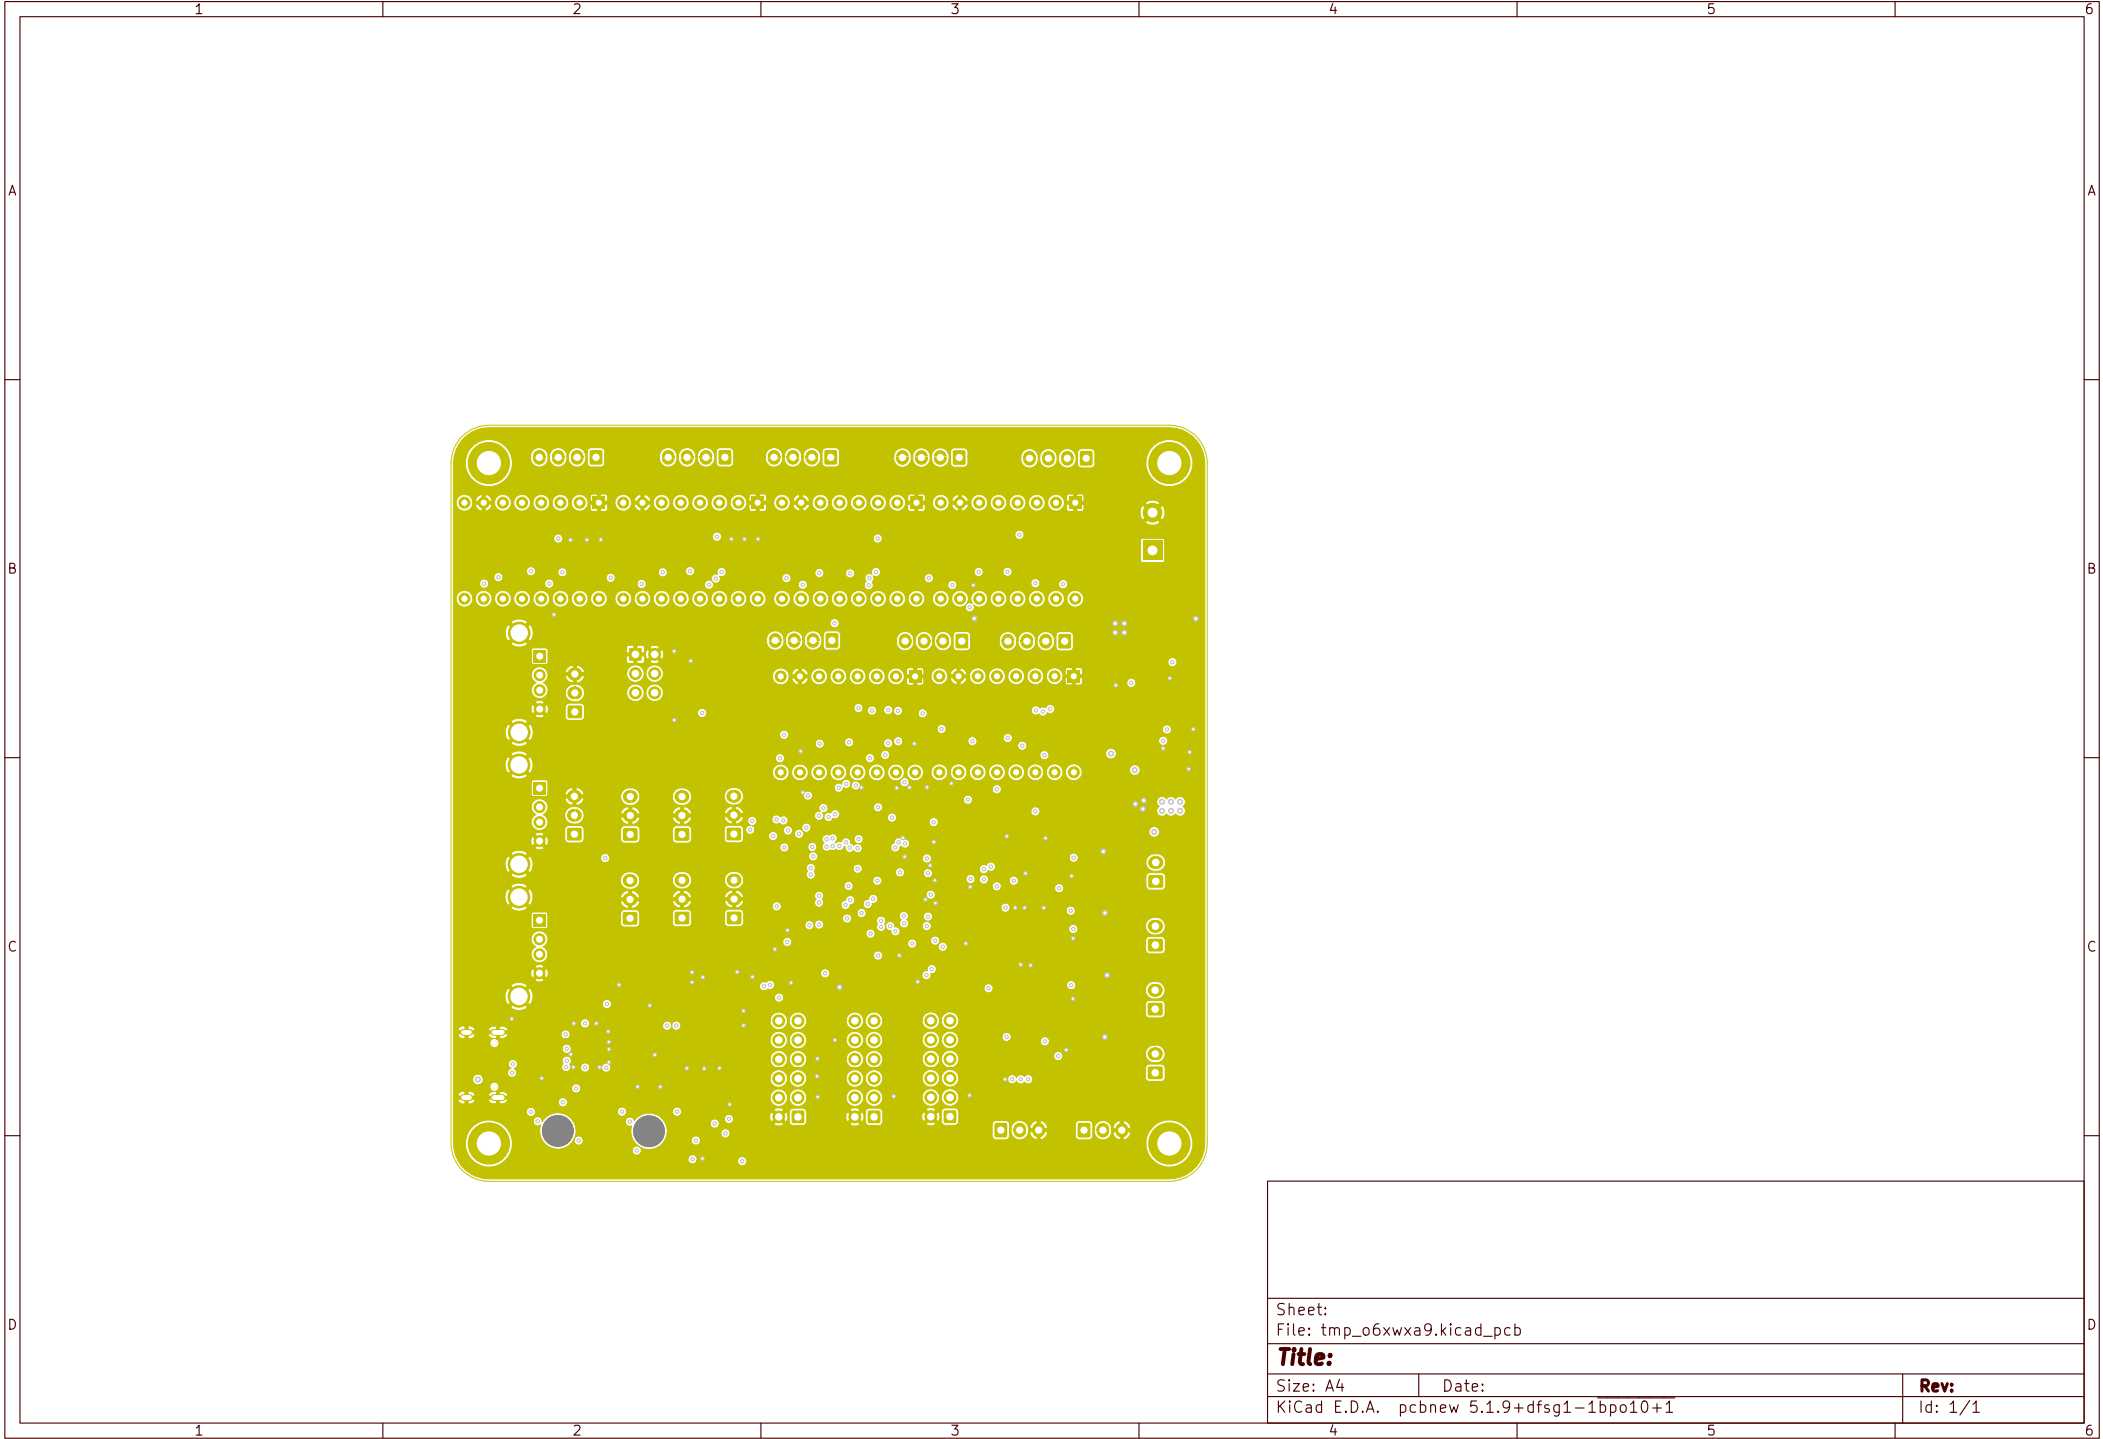 1 2 3 4 5 6
A A
B B
C C
D D
Sheet:
File: tmp_o6xwxa9.kicad_pcb
Title:
Size: A4 Date: Rev:
KiCad E.D.A. pcbnew 5.1.9+dfsg1-1bpo10+1 Id: 1/1
1 2 3 4 5 6